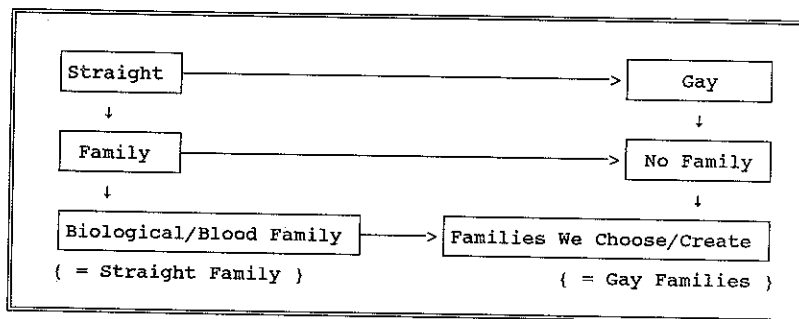 Straight ———> Gay
↓ ↓
Family ———> No Family
↓ ↓
Biological/Blood Family ———> Families We Choose/Create
{ = Straight Family } { = Gay Families }